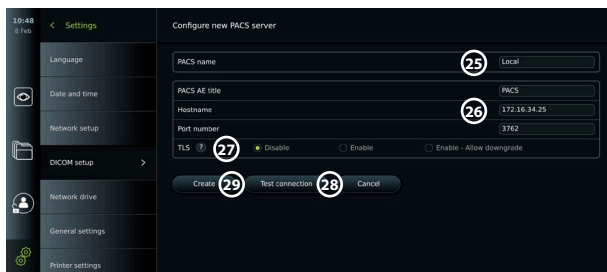 10:48
8 Feb
< Settings
Configure new PACS server
Language
Date and time
Network setup
DICOM setup >
Network drive
General settings
Printer settings
PACS name 25 Local
PACS AE title PACS
Hostname 26 172.16.34.25
Port number 3762
TLS ? 27 Disable Enable Enable - Allow downgrade
Create 29 Test connection 28 Cancel